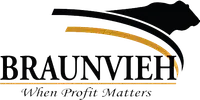 BRAUNVIEH
When Profit Matters